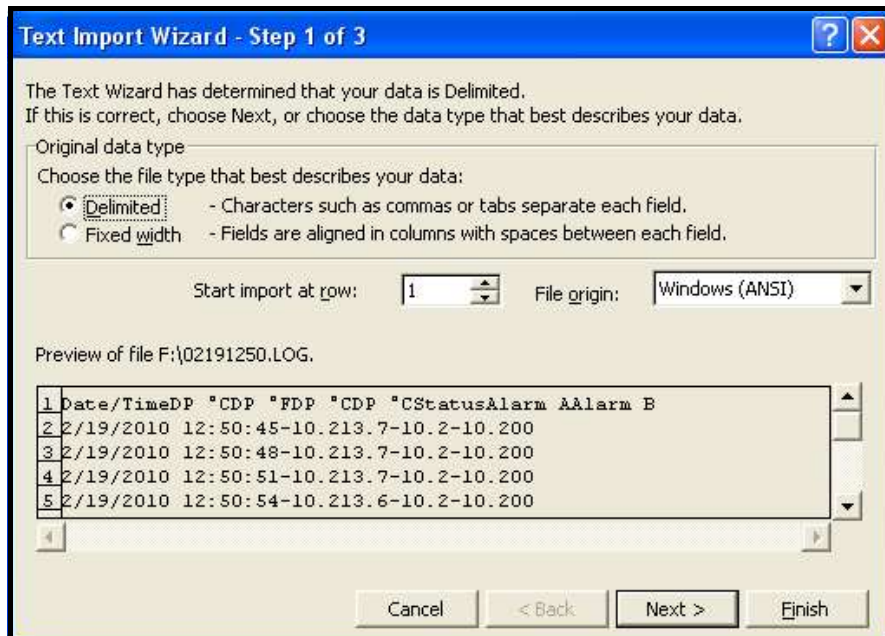 Text Import Wizard - Step 1 of 3
The Text Wizard has determined that your data is Delimited.
If this is correct, choose Next, or choose the data type that best describes your data.
Original data type
Choose the file type that best describes your data:
Delimited - Characters such as commas or tabs separate each field.
Fixed width - Fields are aligned in columns with spaces between each field.
Start import at row: 1 File origin: Windows (ANSI)
Preview of file F:\02191250.LOG.
1 Date/TimeDP °CDP °FDP °CDP °CStatusAlarm AAlarm B
2 2/19/2010 12:50:45-10.213.7-10.2-10.200
3 2/19/2010 12:50:48-10.213.7-10.2-10.200
4 2/19/2010 12:50:51-10.213.7-10.2-10.200
5 2/19/2010 12:50:54-10.213.6-10.2-10.200
Cancel < Back Next > Finish